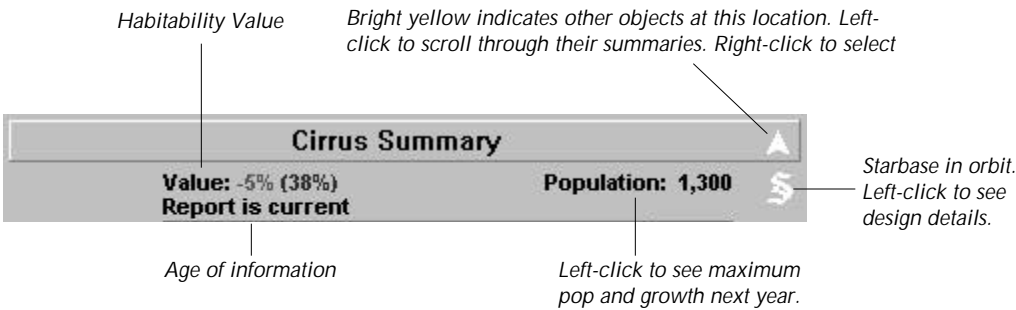 Habitability Value
Bright yellow indicates other objects at this location. Left-
click to scroll through their summaries. Right-click to select
Cirrus Summary
Value: -5% (38%)
Population: 1,300
Report is current
Starbase in orbit.
Left-click to see
design details.
Age of information
Left-click to see maximum
pop and growth next year.